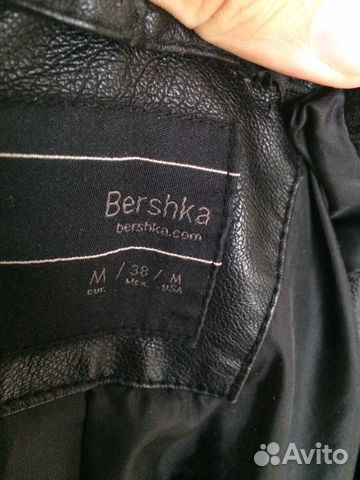 Bershka
bershka.com
M / 38 / M
EUR. MEX. USA
Avito